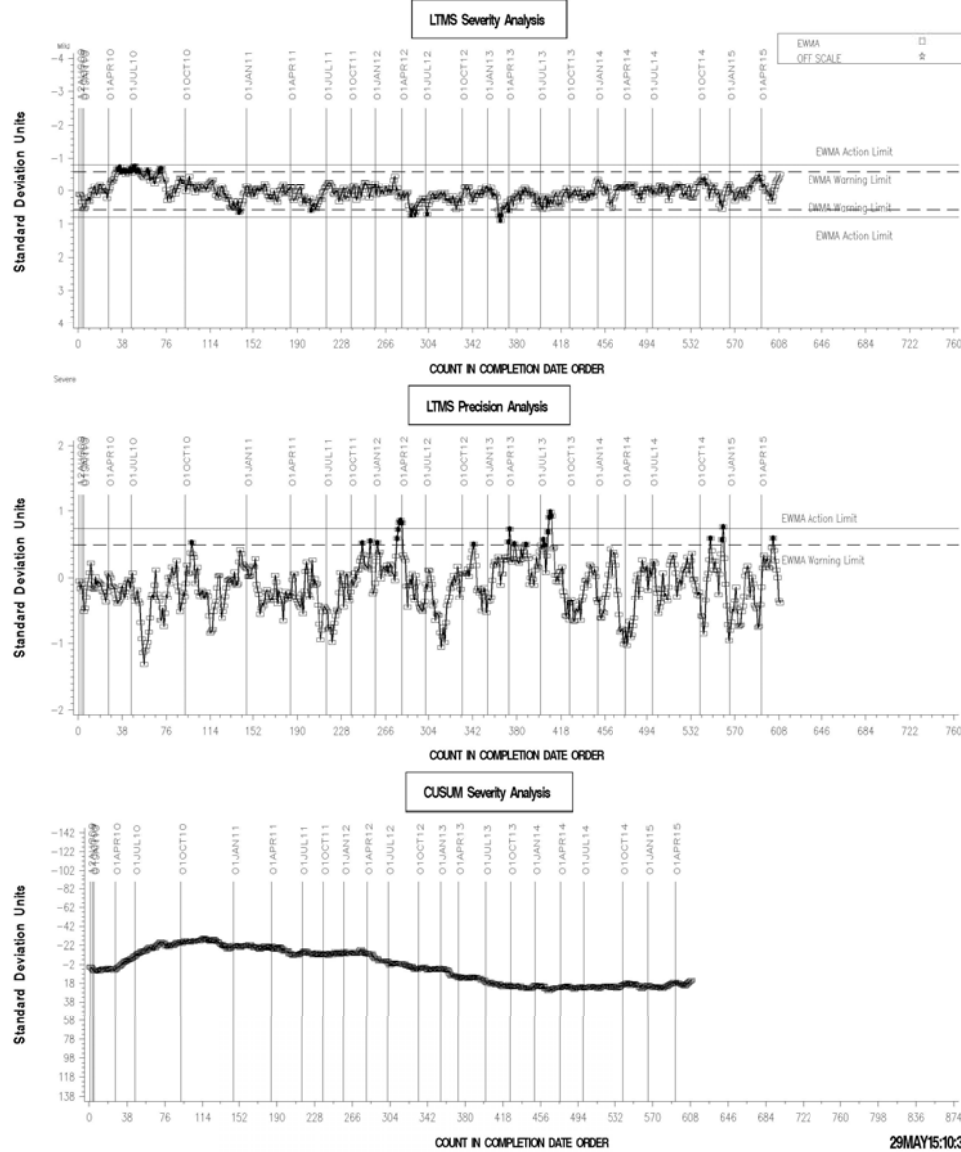 LTMS Severity Analysis
Mild
EWMA
OFF SCALE
-4
-3
-2
-1
0
1
2
3
4
Standard Deviation Units
01APR10
01JUL10
01OCT10
01JAN11
01APR11
01JUL11
01OCT11
01JAN12
01APR12
01JUL12
01OCT12
01JAN13
01APR13
01JUL13
01OCT13
01JAN14
01APR14
01JUL14
01OCT14
01JAN15
01APR15
EWMA Action Limit
EWMA Warning Limit
EWMA Warning Limit
EWMA Action Limit
0 38 76 114 152 190 228 266 304 342 380 418 456 494 532 570 608 646 684 722 760
COUNT IN COMPLETION DATE ORDER
Severe
LTMS Precision Analysis
2
1
0
-1
-2
Standard Deviation Units
01APR10
01JUL10
01OCT10
01JAN11
01APR11
01JUL11
01OCT11
01JAN12
01APR12
01JUL12
01OCT12
01JAN13
01APR13
01JUL13
01OCT13
01JAN14
01APR14
01JUL14
01OCT14
01JAN15
01APR15
EWMA Action Limit
EWMA Warning Limit
0 38 76 114 152 190 228 266 304 342 380 418 456 494 532 570 608 646 684 722 760
COUNT IN COMPLETION DATE ORDER
CUSUM Severity Analysis
-142
-122
-102
-82
-62
-42
-22
-2
18
38
58
78
98
118
138
Standard Deviation Units
01APR10
01JUL10
01OCT10
01JAN11
01APR11
01JUL11
01OCT11
01JAN12
01APR12
01JUL12
01OCT12
01JAN13
01APR13
01JUL13
01OCT13
01JAN14
01APR14
01JUL14
01OCT14
01JAN15
01APR15
0 38 76 114 152 190 228 266 304 342 380 418 456 494 532 570 608 646 684 722 760 798 836 874
COUNT IN COMPLETION DATE ORDER
29MAY15:10:3